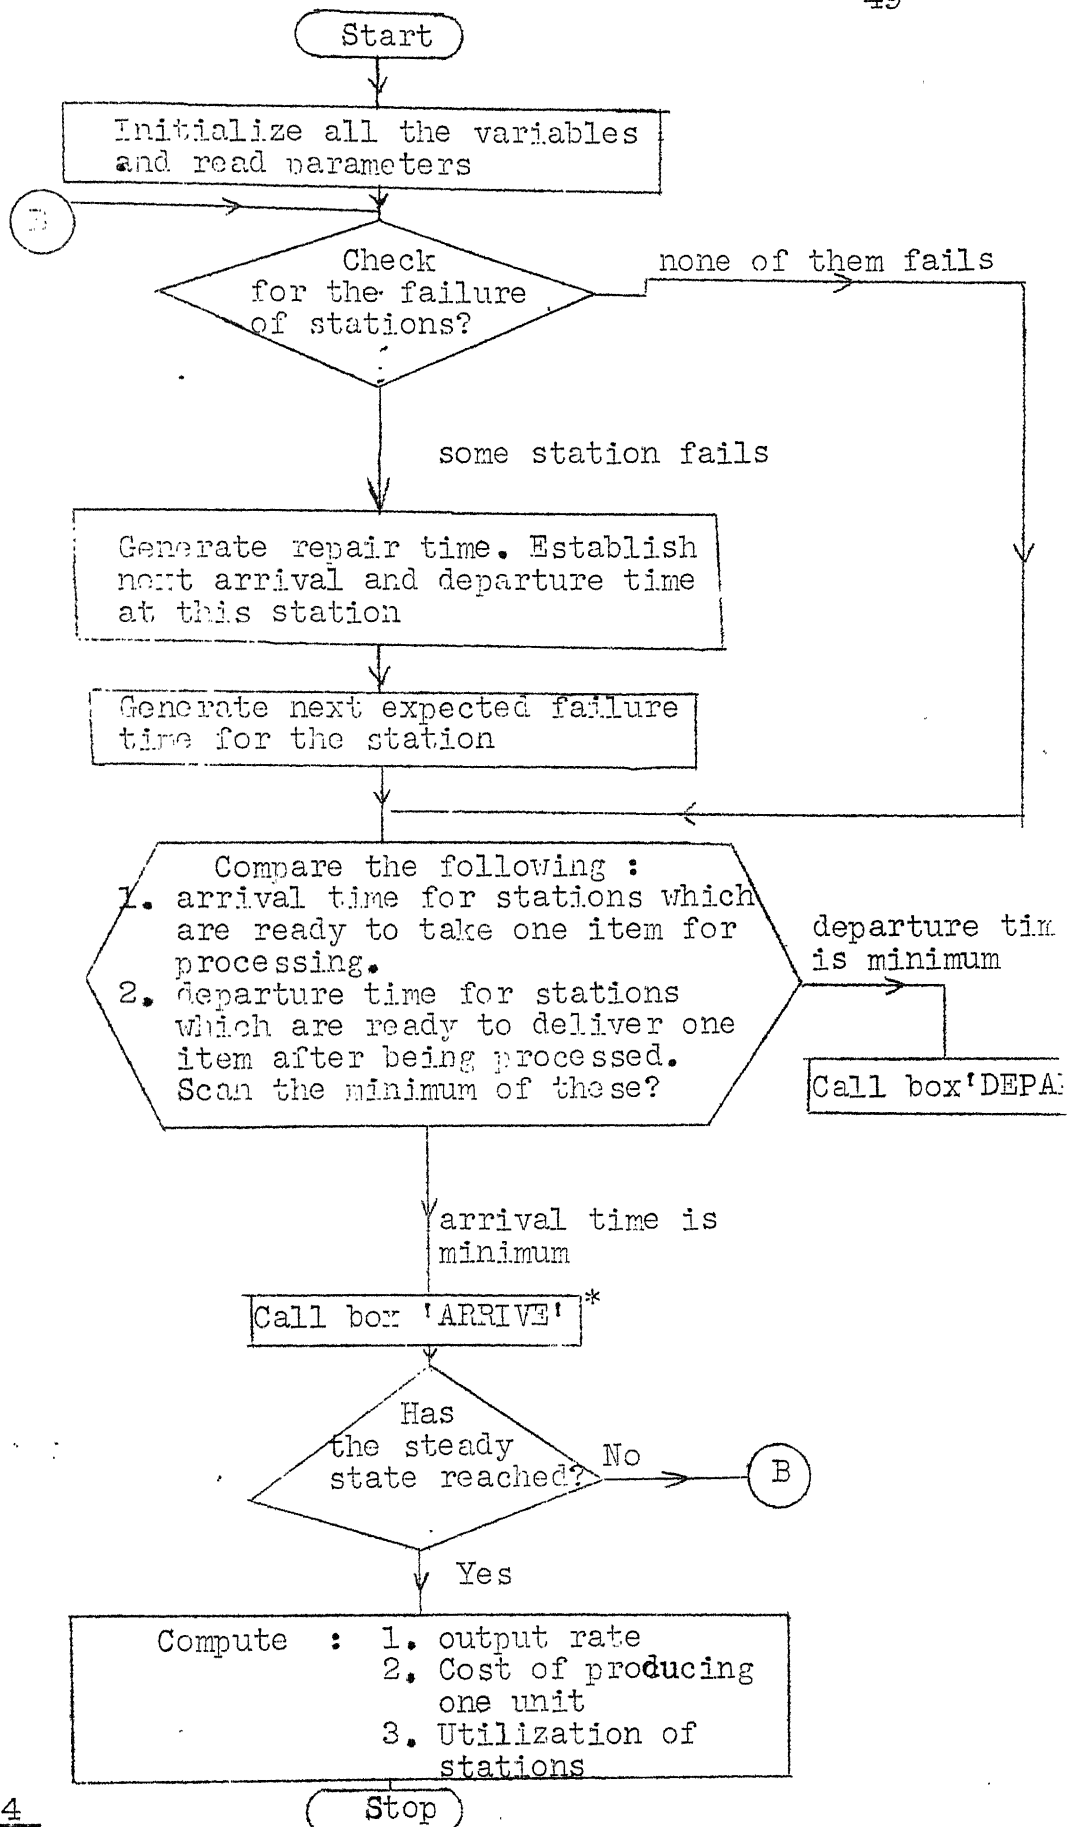 49
Start
Initialize all the variables
and read parameters
B
Check
for the failure
of stations?
none of them fails
some station fails
Generate repair time. Establish
next arrival and departure time
at this station
Generate next expected failure
time for the station
Compare the following :
1. arrival time for stations which
are ready to take one item for
processing.
2. departure time for stations
which are ready to deliver one
item after being processed.
Scan the minimum of these?
departure tim
is minimum
Call box'DEPA
arrival time is
minimum
Call box 'ARRIVE'*
Has
the steady
state reached?
No
B
Yes
Compute : 1. output rate
2. Cost of producing
one unit
3. Utilization of
stations
Stop
4